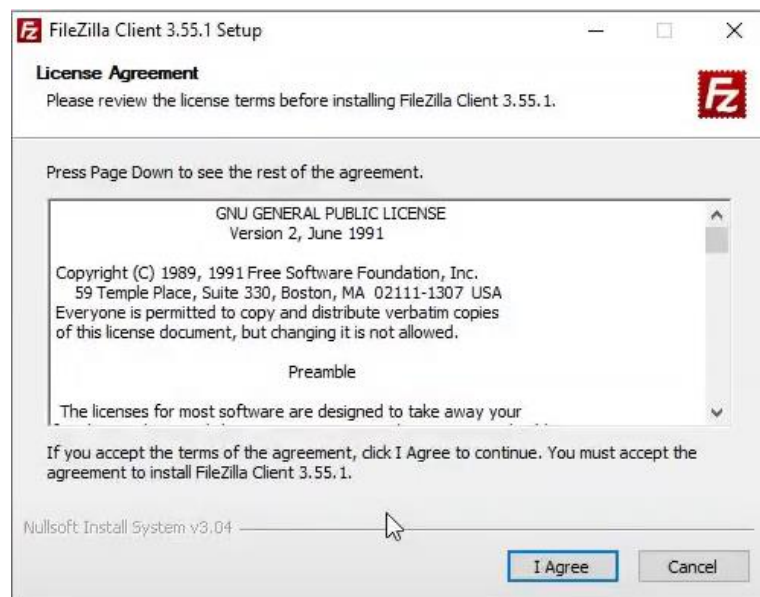 FileZilla Client 3.55.1 Setup
License Agreement
Please review the license terms before installing FileZilla Client 3.55.1.
Fz
Press Page Down to see the rest of the agreement.
GNU GENERAL PUBLIC LICENSE
Version 2, June 1991
Copyright (C) 1989, 1991 Free Software Foundation, Inc.
59 Temple Place, Suite 330, Boston, MA  02111-1307  USA
Everyone is permitted to copy and distribute verbatim copies
of this license document, but changing it is not allowed.
Preamble
The licenses for most software are designed to take away your
If you accept the terms of the agreement, click I Agree to continue. You must accept the
agreement to install FileZilla Client 3.55.1.
Nullsoft Install System v3.04
I Agree
Cancel